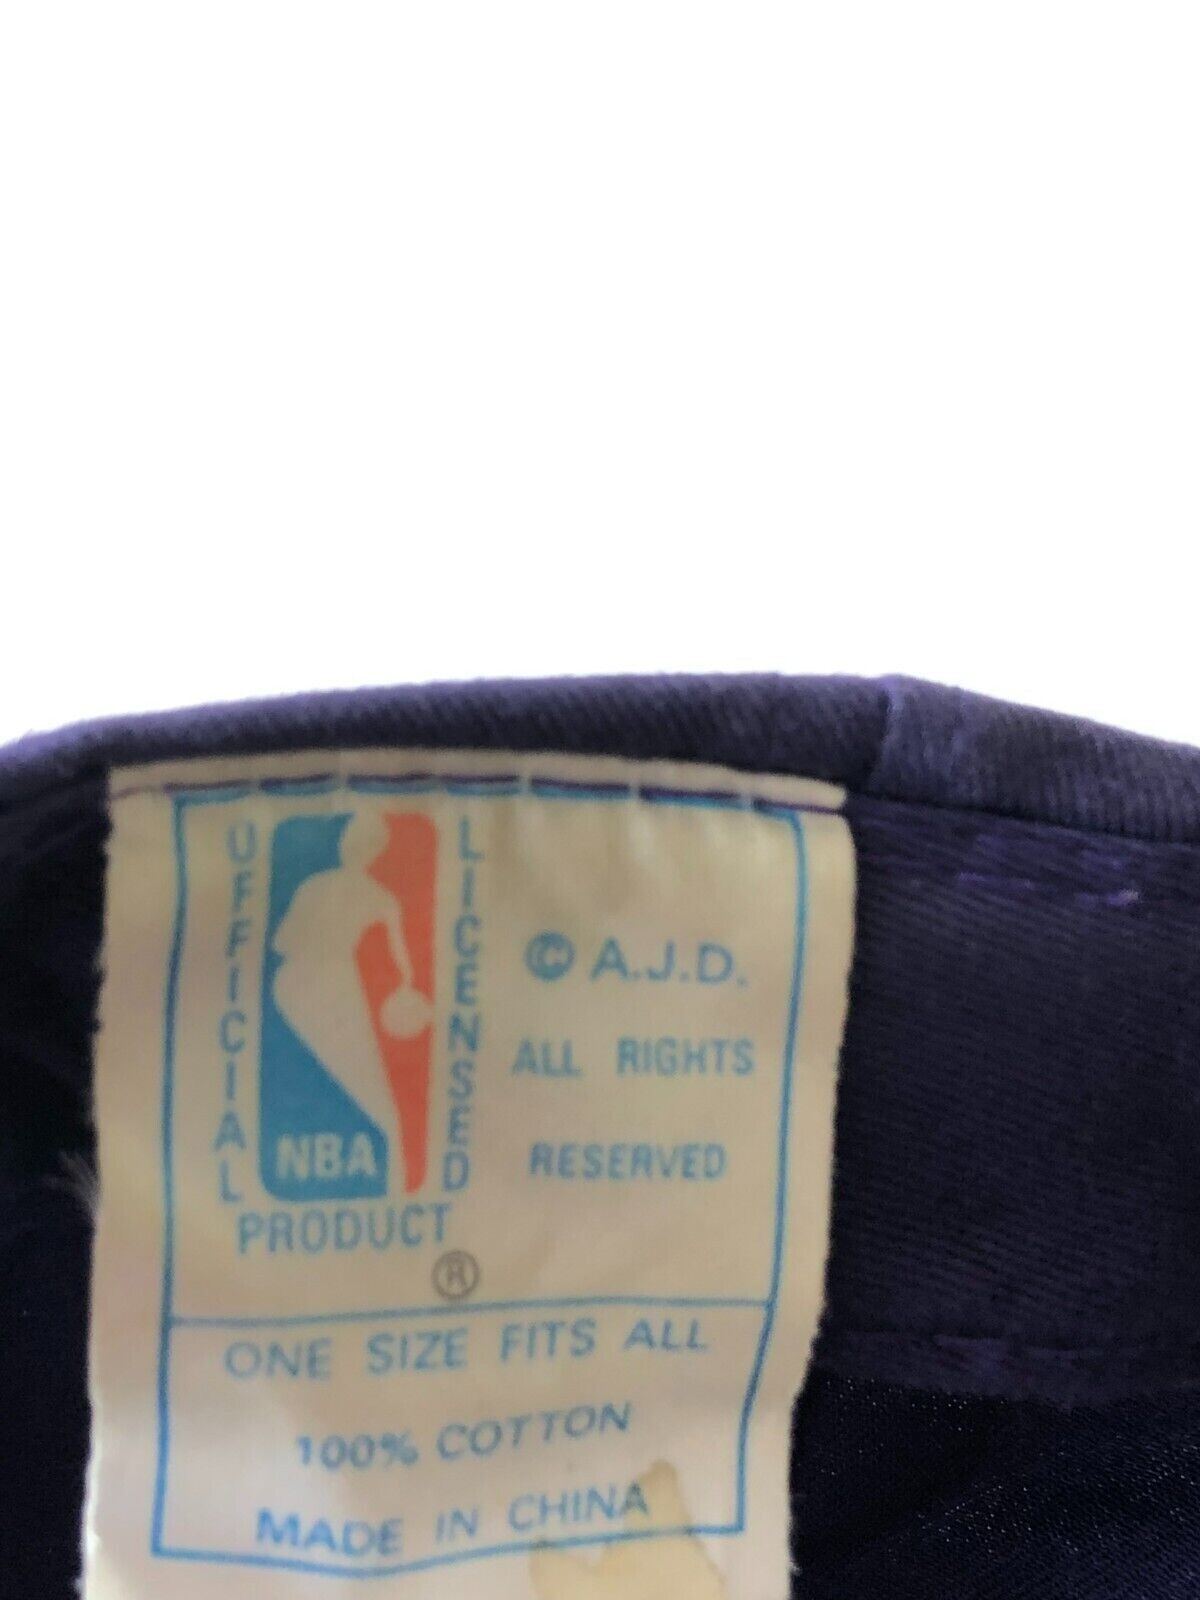 OFFICIAL
NBA
LICENSED
PRODUCT
®
© A.J.D.
ALL RIGHTS
RESERVED
ONE SIZE FITS ALL
100% COTTON
MADE IN CHINA